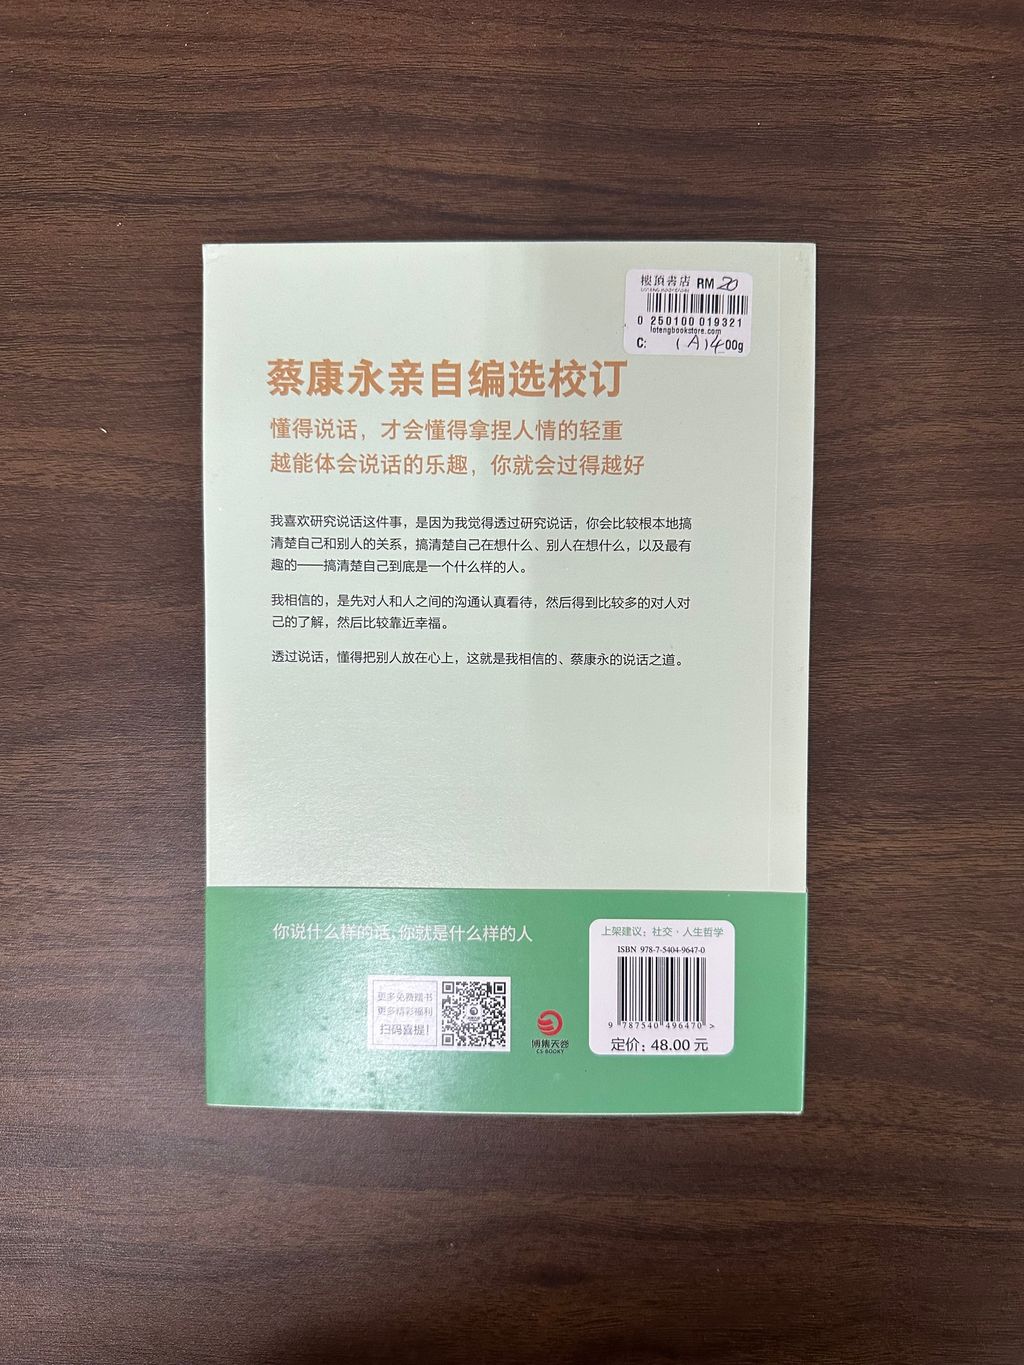 搜頂書店 RM 20
0 250100 019321
lotengbookstore.com
C: (A)4 00g
蔡康永亲自编选校订
懂得说话，才会懂得拿捏人情的轻重
越能体会说话的乐趣，你就会过得越好
我喜欢研究说话这件事，是因为我觉得透过研究说话，你会比较根本地搞
清楚自己和别人的关系，搞清楚自己在想什么、别人在想什么，以及最有
趣的——搞清楚自己到底是一个什么样的人。
我相信的，是先对人和人之间的沟通认真看待，然后得到比较多的对人对
己的了解，然后比较靠近幸福。
透过说话，懂得把别人放在心上，这就是我相信的、蔡康永的说话之道。
你说什么样的话，你就是什么样的人
更多免费赠书
更多精彩福利
扫码喜提！
博集天卷
CS-BOOKY
上架建议：社交·人生哲学
ISBN 978-7-5404-9647-0
9 787540 496470 >
定价：48.00 元